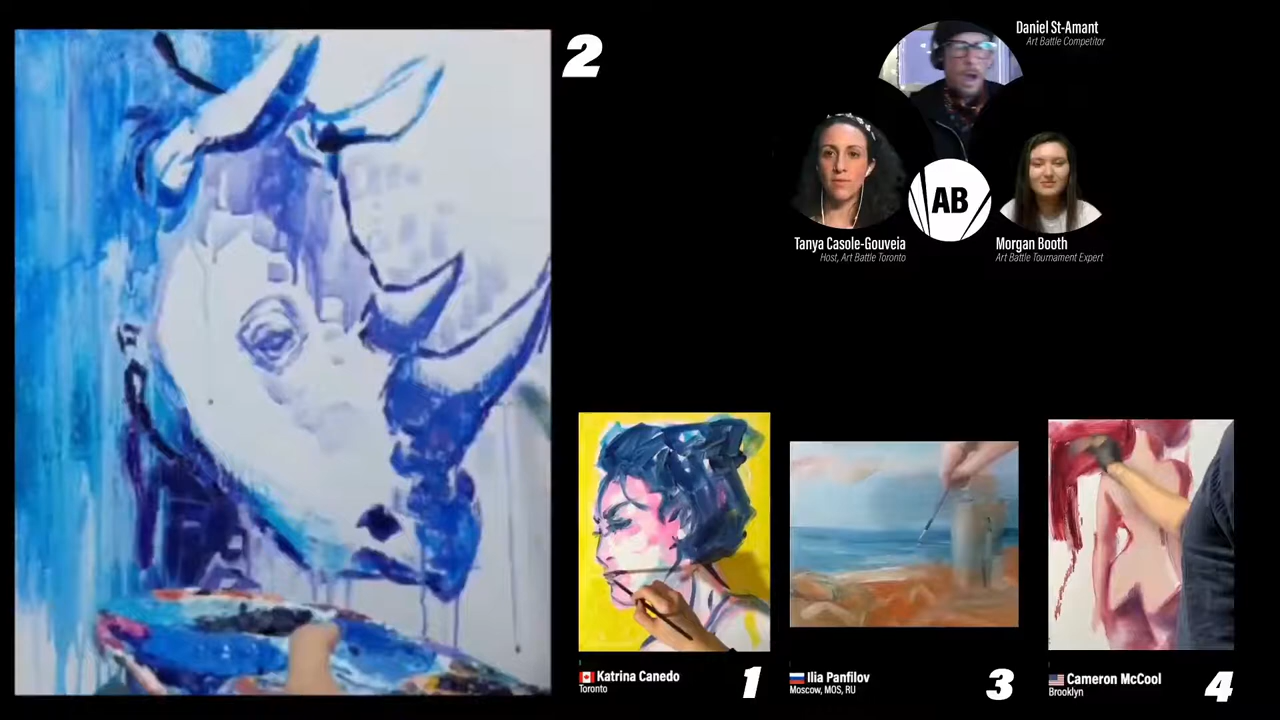 2
Daniel St-Amant
Art Battle Competitor
AB
Tanya Casole-Gouveia
Host, Art Battle Toronto
Morgan Booth
Art Battle Tournament Expert
Katrina Canedo
Toronto
1
Ilia Panfilov
Moscow, MOS, RU
3
Cameron McCool
Brooklyn
4